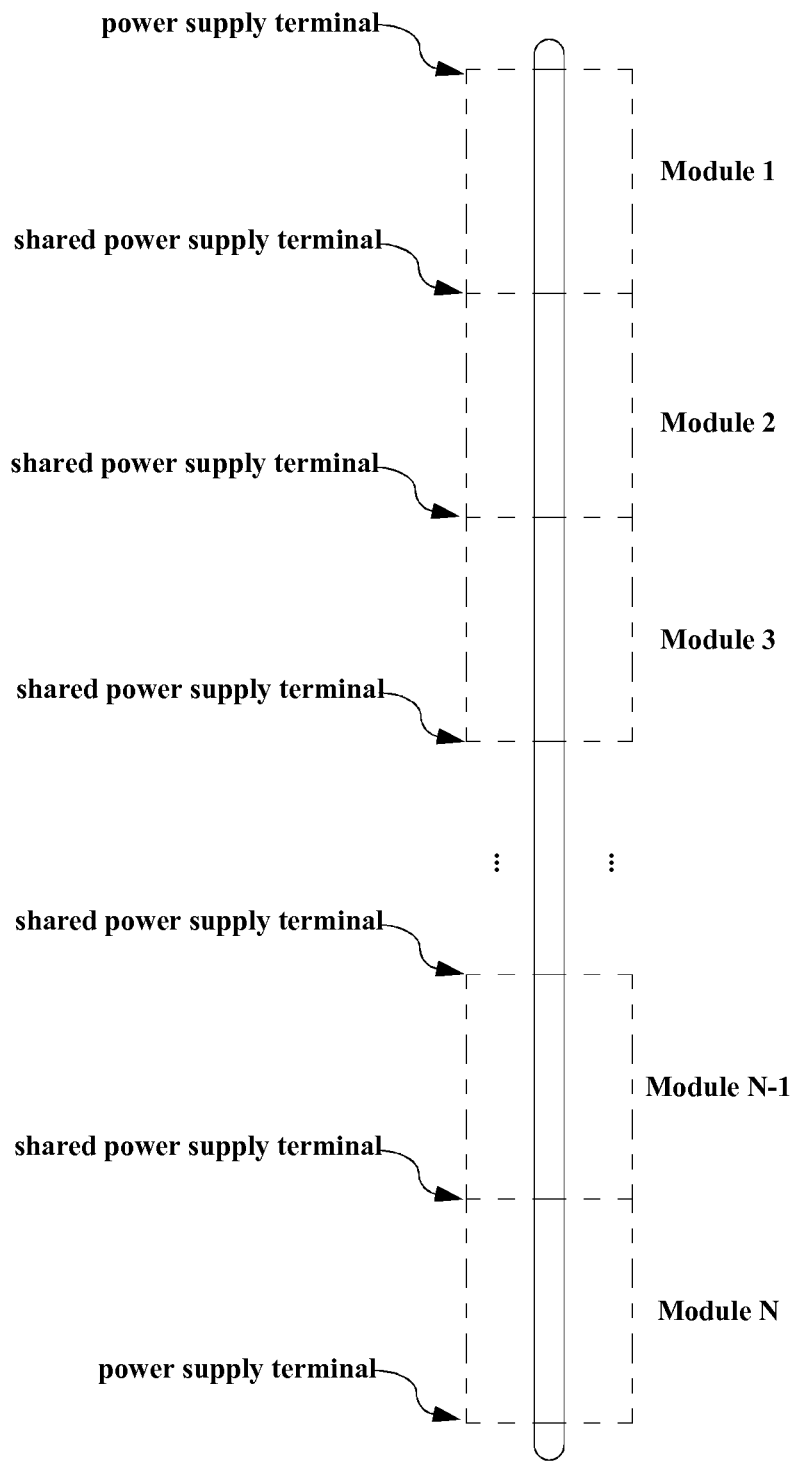 power supply terminal
Module 1
shared power supply terminal
Module 2
shared power supply terminal
Module 3
shared power supply terminal
shared power supply terminal
Module N-1
shared power supply terminal
Module N
power supply terminal